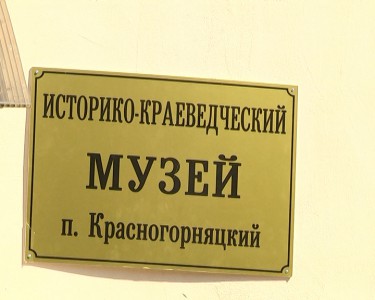 ИСТОРИКО-КРАЕВЕДЧЕСКИЙ
МУЗЕЙ
п. Красногорняцкий